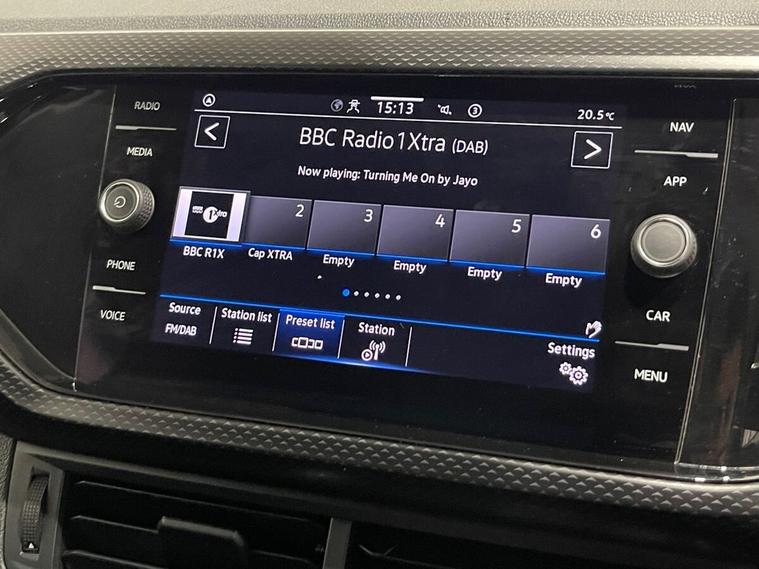 RADIO
MEDIA
PHONE
VOICE
15:13
3
20.5°C
BBC Radio 1Xtra (DAB)
Now playing: Turning Me On by Jayo
1xtra
2
3
4
5
6
BBC R1X
Cap XTRA
Empty
Empty
Empty
Empty
Source
FM/DAB
Station list
Preset list
Station
Settings
NAV
APP
CAR
MENU